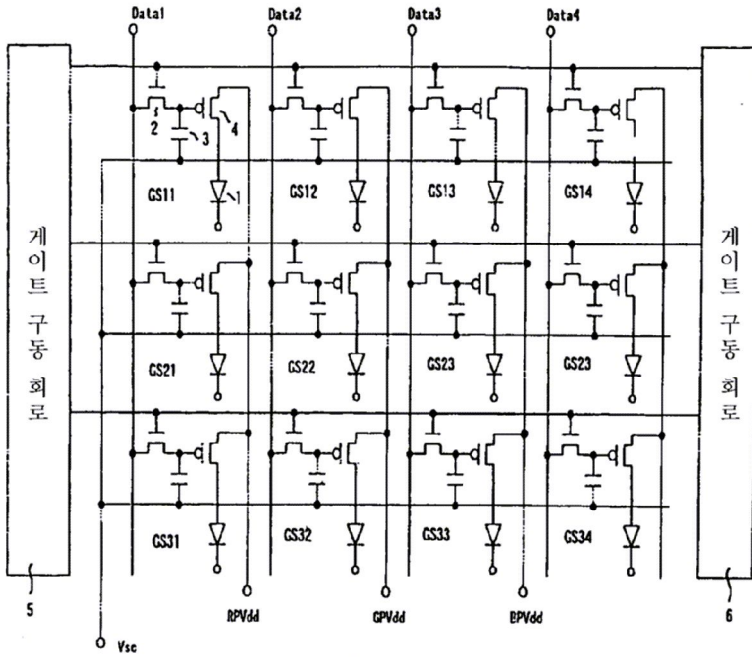 Data1 Data2 Data3 Data4
2 3 4
GS11 1 GS12 GS13 GS14
게이트 구동 회로
게이트 구동 회로
GS21 GS22 GS23 GS23
GS31 GS32 GS33 GS34
5 RPVdd GPVdd BPVdd 6
Vsc